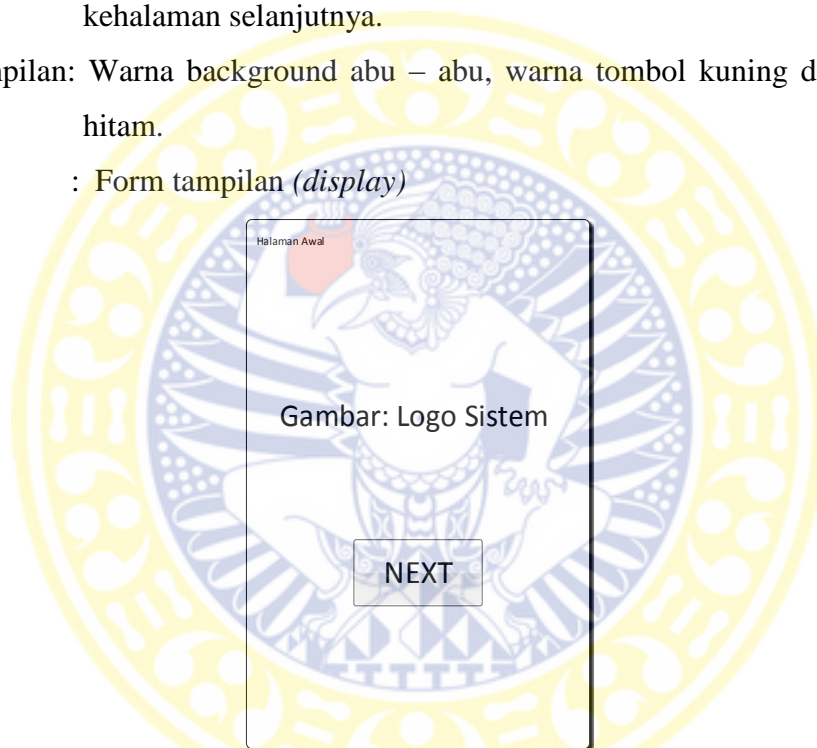 kehalaman selanjutnya.
pilan: Warna background abu – abu, warna tombol kuning d
hitam.
: Form tampilan (display)
Halaman Awal
Gambar: Logo Sistem
NEXT